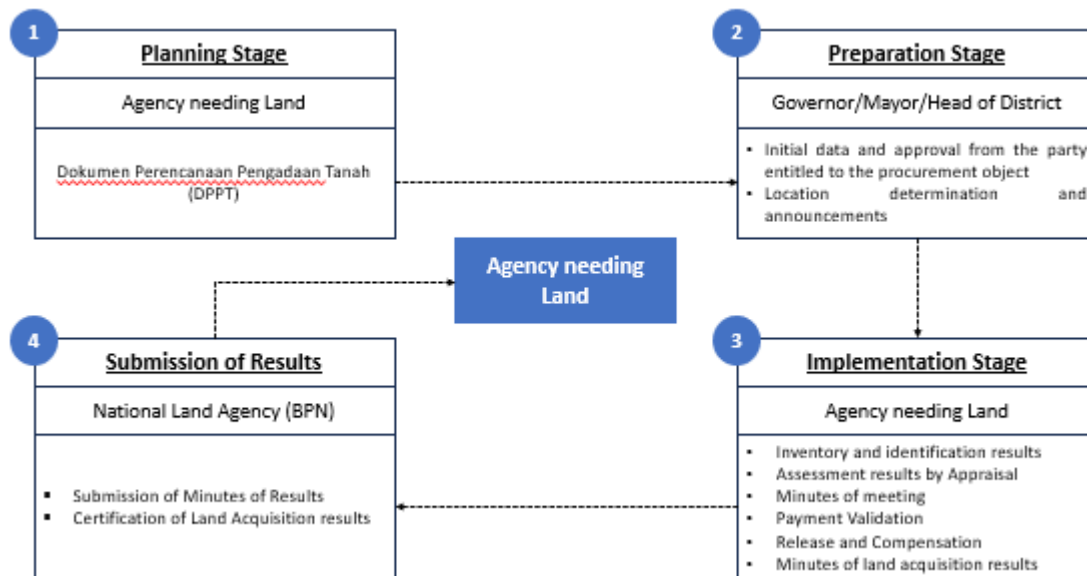 1
Planning Stage
Agency needing Land
Dokumen Perencanaan Pengadaan Tanah
(DPPT)
2
Preparation Stage
Governor/Mayor/Head of District
• Initial data and approval from the party
entitled to the procurement object
• Location determination and
announcements
Agency needing
Land
3
Implementation Stage
Agency needing Land
• Inventory and identification results
• Assessment results by Appraisal
• Minutes of meeting
• Payment Validation
• Release and Compensation
• Minutes of land acquisition results
4
Submission of Results
National Land Agency (BPN)
▪ Submission of Minutes of Results
▪ Certification of Land Acquisition results